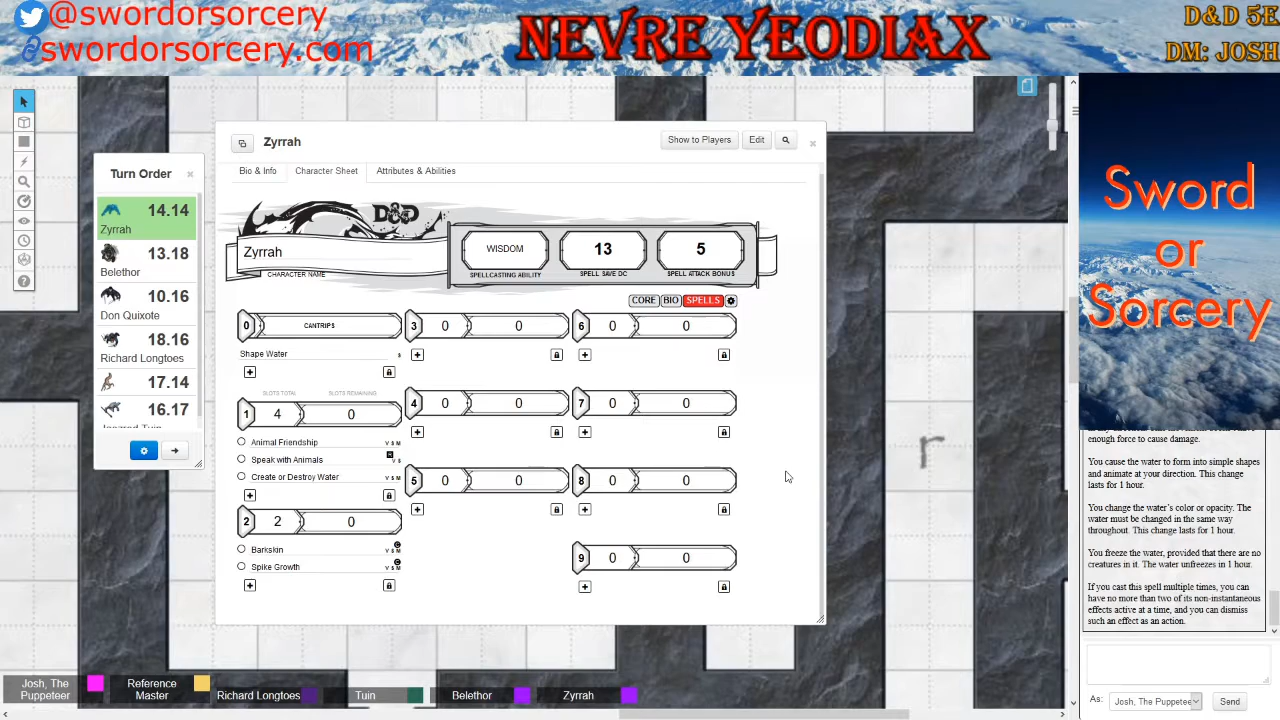 @swordorsorcery
swordorsorcery.com
NEVRE YEODIAX
D&D 5E
DM: JOSH
Turn Order ×
14.14
Zyrrah
13.18
Belethor
10.16
Don Quixote
18.16
Richard Longtoes
17.14
16.17
Zyrrah
Show to Players
Edit
×
Bio & Info
Character Sheet
Attributes & Abilities
D&D
Zyrrah
CHARACTER NAME
WISDOM
SPELLCASTING ABILITY
13
SPELL SAVE DC
5
SPELL ATTACK BONUS
CORE BIO SPELLS
0 CANTRIPS
Shape Water S
SLOTS TOTAL SLOTS REMAINING
1 4 0
Animal Friendship V S M
Speak with Animals R V S
Create or Destroy Water V S M
2 2 0
Barkskin C V S M
Spike Growth C V S M
3 0 0
4 0 0
5 0 0
6 0 0
7 0 0
8 0 0
9 0 0
r
Sword
or
Sorcery
enough force to cause damage.
You cause the water to form into simple shapes
and animate at your direction. This change
lasts for 1 hour.
You change the water's color or opacity. The
water must be changed in the same way
throughout. This change lasts for 1 hour.
You freeze the water, provided that there are no
creatures in it. The water unfreezes in 1 hour.
If you cast this spell multiple times, you can
have no more than two of its non-instantaneous
effects active at a time, and you can dismiss
such an effect as an action.
As: Josh, The Puppetee
Send
Josh, The
Puppeteer
Reference
Master
Richard Longtoes
Tuin
Belethor
Zyrrah